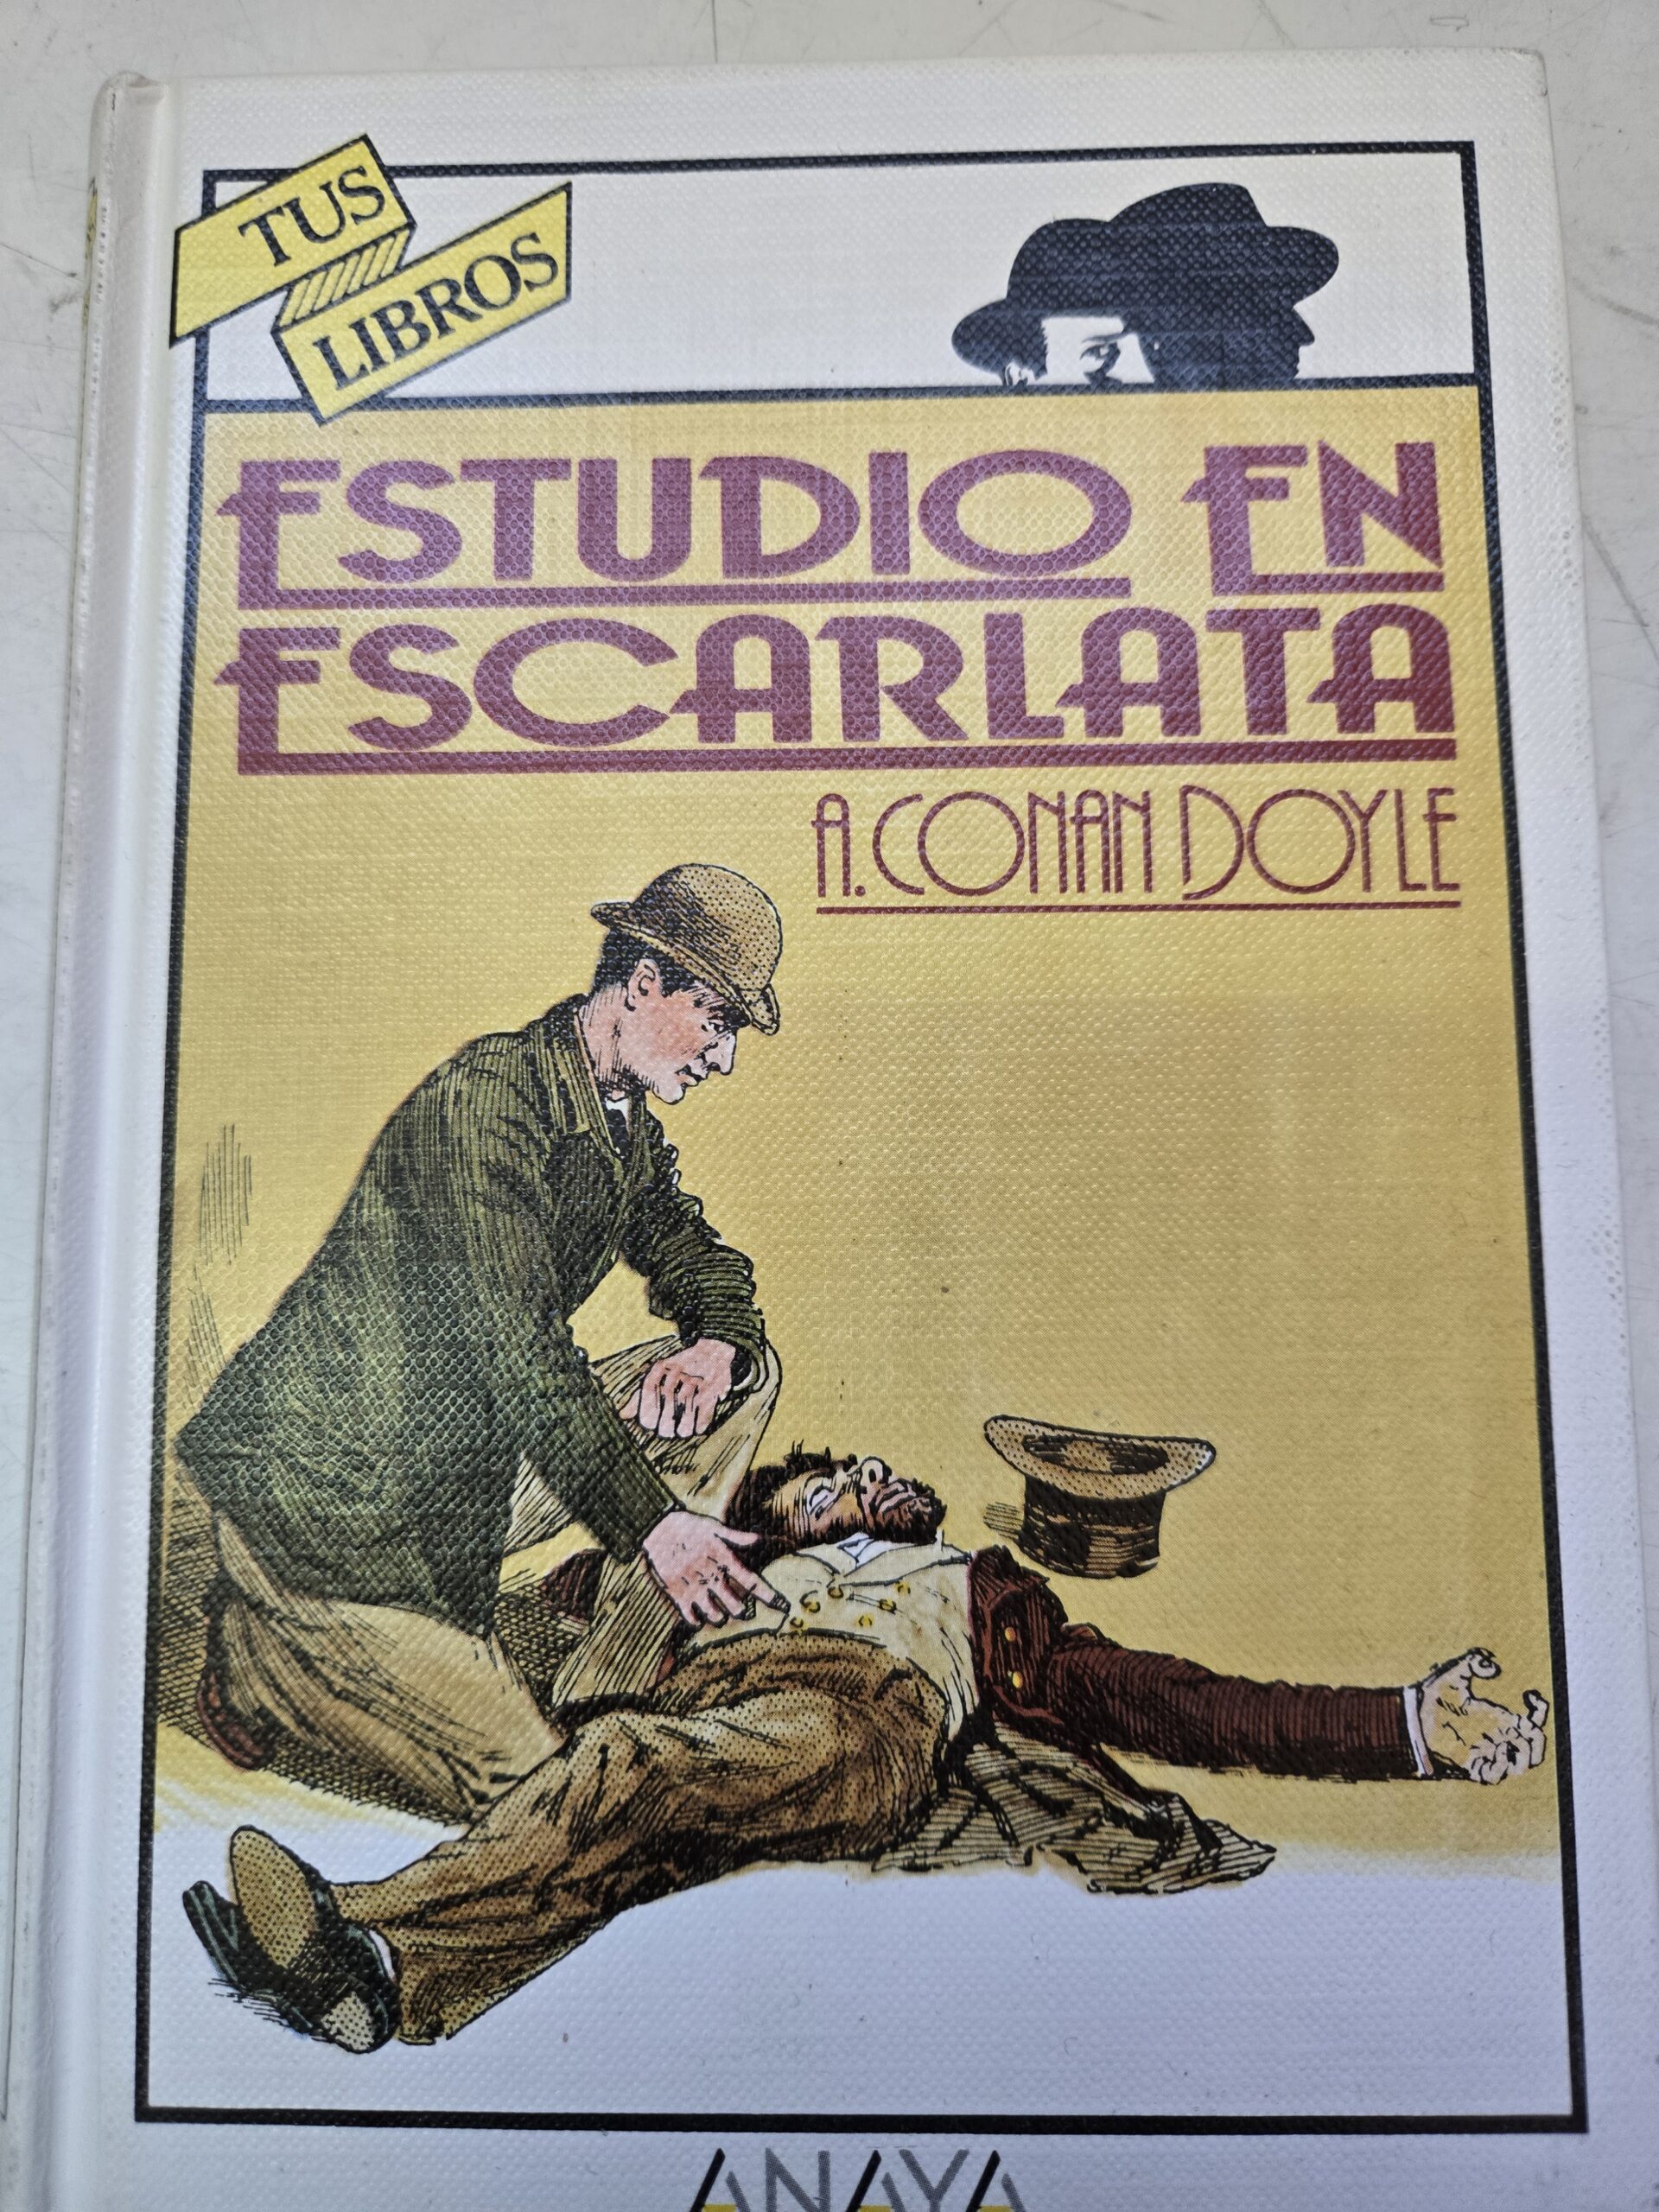 TUS
LIBROS
ESTUDIO EN
ESCARLATA
A. CONAN DOYLE
ANAYA